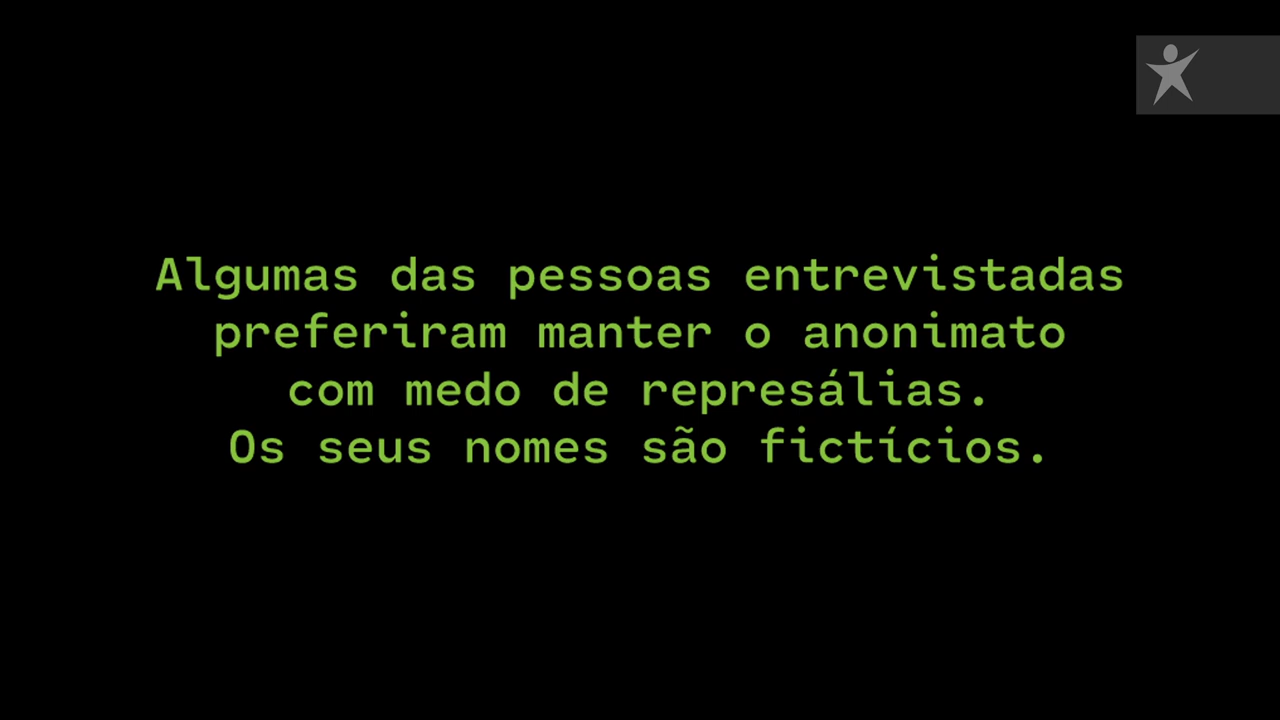 Algumas das pessoas entrevistadas
preferiram manter o anonimato
com medo de represálias.
Os seus nomes são fictícios.